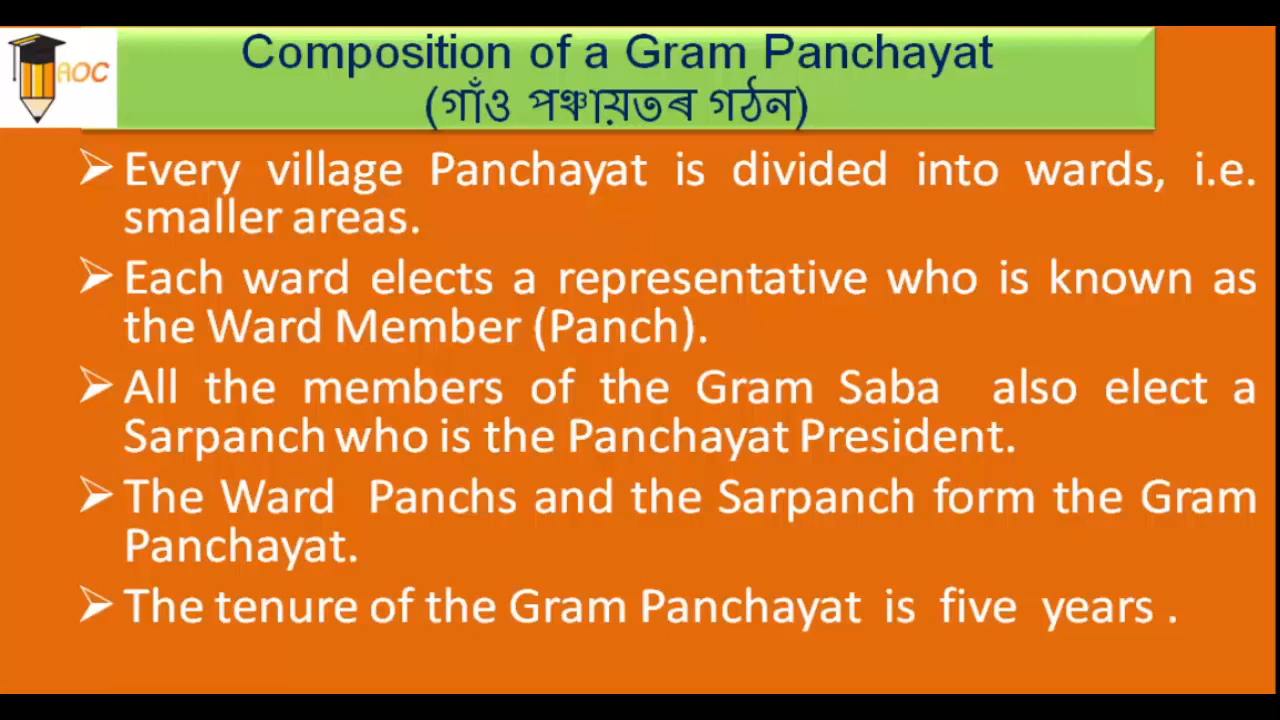 AOC
Composition of a Gram Panchayat
(গাঁও পঞ্চায়তৰ গঠন)
Every village Panchayat is divided into wards, i.e.
smaller areas.
Each ward elects a representative who is known as
the Ward Member (Panch).
All the members of the Gram Saba also elect a
Sarpanch who is the Panchayat President.
The Ward Panchs and the Sarpanch form the Gram
Panchayat.
The tenure of the Gram Panchayat is five years .